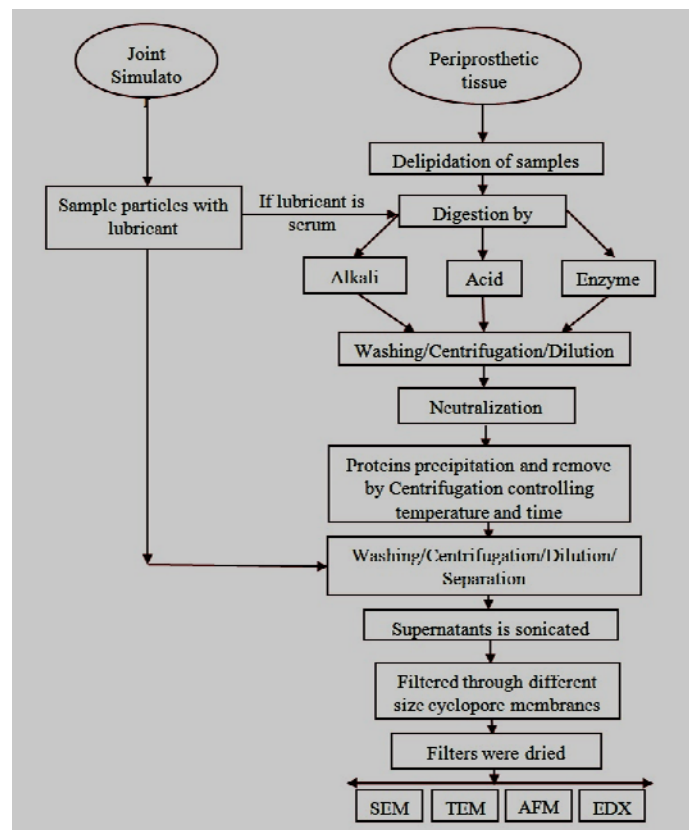 Joint
Simulato
r
Periprosthetic
tissue
Delipidation of samples
Sample particles with
lubricant
If lubricant is
serum
Digestion by
Alkali
Acid
Enzyme
Washing/Centrifugation/Dilution
Neutralization
Proteins precipitation and remove
by Centrifugation controlling
temperature and time
Washing/Centrifugation/Dilution/
Separation
Supernatants is sonicated
Filtered through different
size cyclopore membranes
Filters were dried
SEM
TEM
AFM
EDX